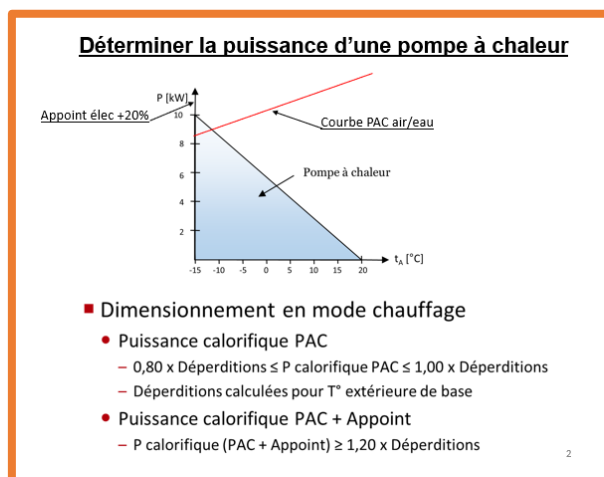 Déterminer la puissance d'une pompe à chaleur
P [kW]
Appoint élec +20%
10
Courbe PAC air/eau
8
6
Pompe à chaleur
4
2
t_A [°C]
-15 -10 -5 0 5 10 15 20
■ Dimensionnement en mode chauffage
• Puissance calorifique PAC
– 0,80 x Déperditions ≤ P calorifique PAC ≤ 1,00 x Déperditions
– Déperditions calculées pour T° extérieure de base
• Puissance calorifique PAC + Appoint
– P calorifique (PAC + Appoint) ≥ 1,20 x Déperditions
2